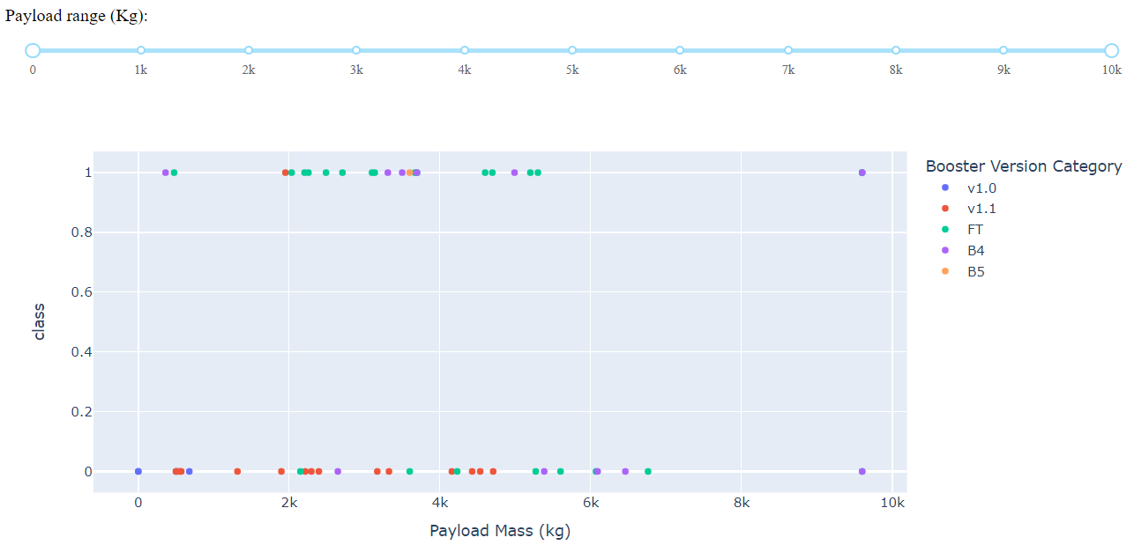 Payload range (Kg):
0 1k 2k 3k 4k 5k 6k 7k 8k 9k 10k
Booster Version Category
v1.0
v1.1
FT
B4
B5
1
0.8
0.6
0.4
0.2
0
class
0 2k 4k 6k 8k 10k
Payload Mass (kg)